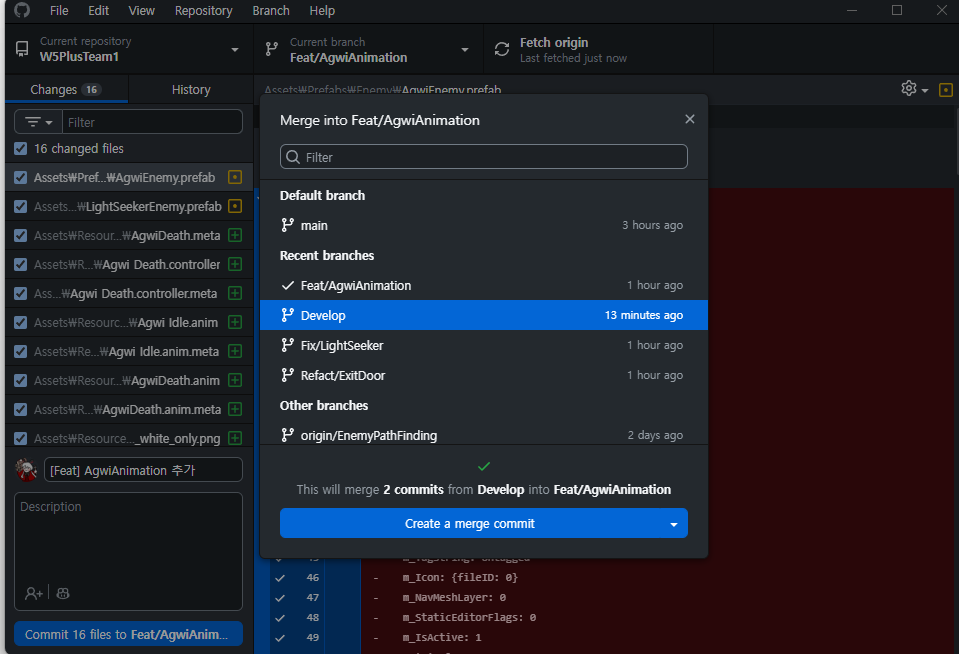 File Edit View Repository Branch Help
Current repository
W5PlusTeam1
Current branch
Feat/AgwiAnimation
Fetch origin
Last fetched just now
Changes 16 History
Assets₩Prefabs₩Enemy₩AgwiEnemy.prefab
Filter
16 changed files
Assets₩Pref...₩AgwiEnemy.prefab
Assets...₩LightSeekerEnemy.prefab
Assets₩Resour...₩AgwiDeath.meta
Assets₩R...₩Agwi Death.controller
Ass...₩Agwi Death.controller.meta
Assets₩Resourc...₩Agwi Idle.anim
Assets₩Re...₩Agwi Idle.anim.meta
Assets₩Resour...₩AgwiDeath.anim
Assets₩R...₩AgwiDeath.anim.meta
Assets₩Resource..._white_only.png
[Feat] AgwiAnimation 추가
Description
Commit 16 files to Feat/AgwiAnim...
Merge into Feat/AgwiAnimation
Filter
Default branch
main 3 hours ago
Recent branches
Feat/AgwiAnimation 1 hour ago
Develop 13 minutes ago
Fix/LightSeeker 1 hour ago
Refact/ExitDoor 1 hour ago
Other branches
origin/EnemyPathFinding 2 days ago
This will merge 2 commits from Develop into Feat/AgwiAnimation
Create a merge commit
45 - m_TagString: Untagged
46 - m_Icon: {fileID: 0}
47 - m_NavMeshLayer: 0
48 - m_StaticEditorFlags: 0
49 - m_IsActive: 1